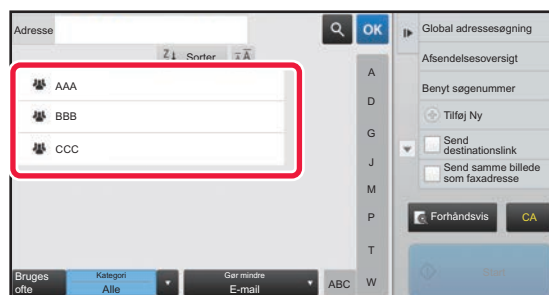 Adresse
OK
Sorter
AAA
BBB
CCC
A
D
G
J
M
P
T
W
ABC
Bruges
ofte
Kategori
Alle
Gør mindre
E-mail
Global adressesøgning
Afsendelsesoversigt
Benyt søgenummer
Tilføj Ny
Send
destinationslink
Send samme billede
som faxadresse
Forhåndsvis
CA
Start